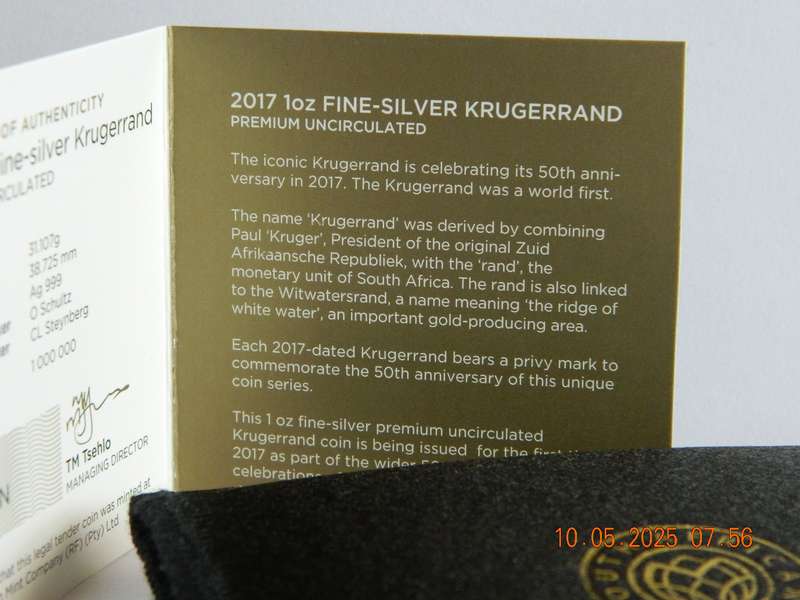 OF AUTHENTICITY
ine-silver Krugerrand
RCULATED
31.107g
38.725 mm
Ag 999
O Schultz
CL Steynberg
1 000 000
TM Tsehlo
MANAGING DIRECTOR
that this legal tender coin was minted at
Mint Company (RF) (Pty) Ltd
2017 1oz FINE-SILVER KRUGERRAND
PREMIUM UNCIRCULATED
The iconic Krugerrand is celebrating its 50th anni-
versary in 2017. The Krugerrand was a world first.
The name ‘Krugerrand’ was derived by combining
Paul ‘Kruger’, President of the original Zuid
Afrikaansche Republiek, with the ‘rand’, the
monetary unit of South Africa. The rand is also linked
to the Witwatersrand, a name meaning ‘the ridge of
white water’, an important gold-producing area.
Each 2017-dated Krugerrand bears a privy mark to
commemorate the 50th anniversary of this unique
coin series.
This 1 oz fine-silver premium uncirculated
Krugerrand coin is being issued for the first
2017 as part of the wider
celebrations
10.05.2025 07:56